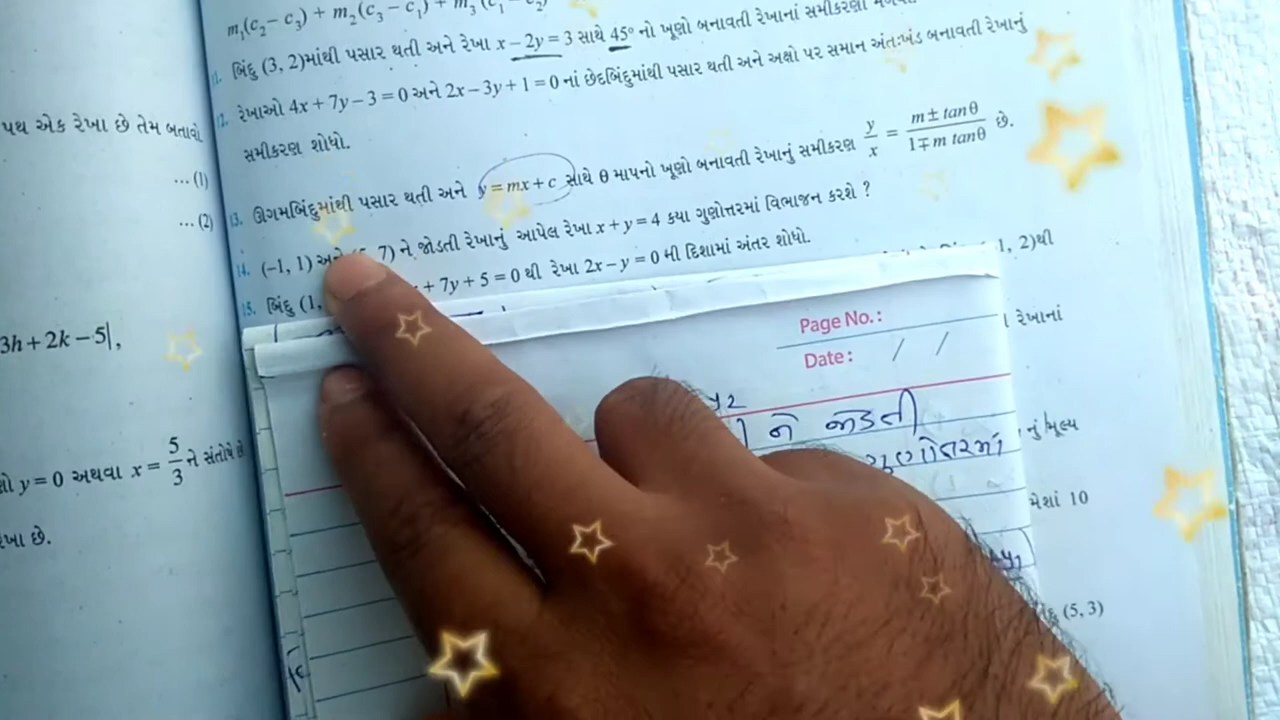 m₁(c₂ – c₃) + m₂(c₃ – c₁) + m₃(c₁ – c₂)
11. બિંદુ (3, 2)માંથી પસાર થતી અને રેખા x – 2y = 3 સાથે 45° નો ખૂણો બનાવતી રેખાનાં સમીકરણો
12. રેખાઓ 4x + 7y – 3 = 0 અને 2x – 3y + 1 = 0 નાં છેદબિંદુમાંથી પસાર થતી અને અક્ષો પર સમાન અંતઃખંડ બનાવતી રેખાનું
સમીકરણ શોધો.
13. ઊગમબિંદુમાંથી પસાર થતી અને y = mx + c સાથે θ માપનો ખૂણો બનાવતી રેખાનું સમીકરણ y/x = (m ± tanθ)/(1 ∓ m tanθ) છે.
14. (–1, 1) અને 7) ને જોડતી રેખાનું આપેલ રેખા x + y = 4 કયા ગુણોત્તરમાં વિભાજન કરશે ?
15. બિંદુ (1, + 7y + 5 = 0 થી રેખા 2x – y = 0 ની દિશામાં અંતર શોધો.
1, 2)થી
રેખાનાં
નું મૂલ્ય
મેશાં 10
(5, 3)
પથ એક રેખા છે તેમ બતાવો.
... (1)
... (2)
3h + 2k – 5|,
y = 0 અથવા x = 5/3 ને સંતોષે છે
છે.
Page No. :
Date : / /
ને જોડતી
ગુણોત્તરમાં